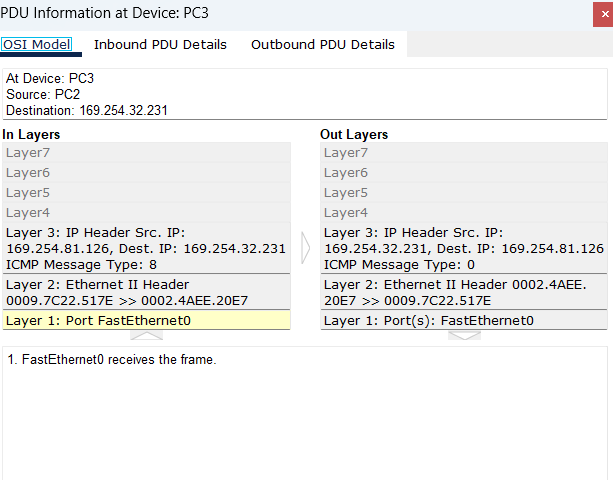 PDU Information at Device: PC3
OSI Model Inbound PDU Details Outbound PDU Details
At Device: PC3
Source: PC2
Destination: 169.254.32.231
In Layers
Layer7
Layer6
Layer5
Layer4
Layer 3: IP Header Src. IP:
169.254.81.126, Dest. IP: 169.254.32.231
ICMP Message Type: 8
Layer 2: Ethernet II Header
0009.7C22.517E >> 0002.4AEE.20E7
Layer 1: Port FastEthernet0
Out Layers
Layer7
Layer6
Layer5
Layer4
Layer 3: IP Header Src. IP:
169.254.32.231, Dest. IP: 169.254.81.126
ICMP Message Type: 0
Layer 2: Ethernet II Header 0002.4AEE.
20E7 >> 0009.7C22.517E
Layer 1: Port(s): FastEthernet0
1. FastEthernet0 receives the frame.